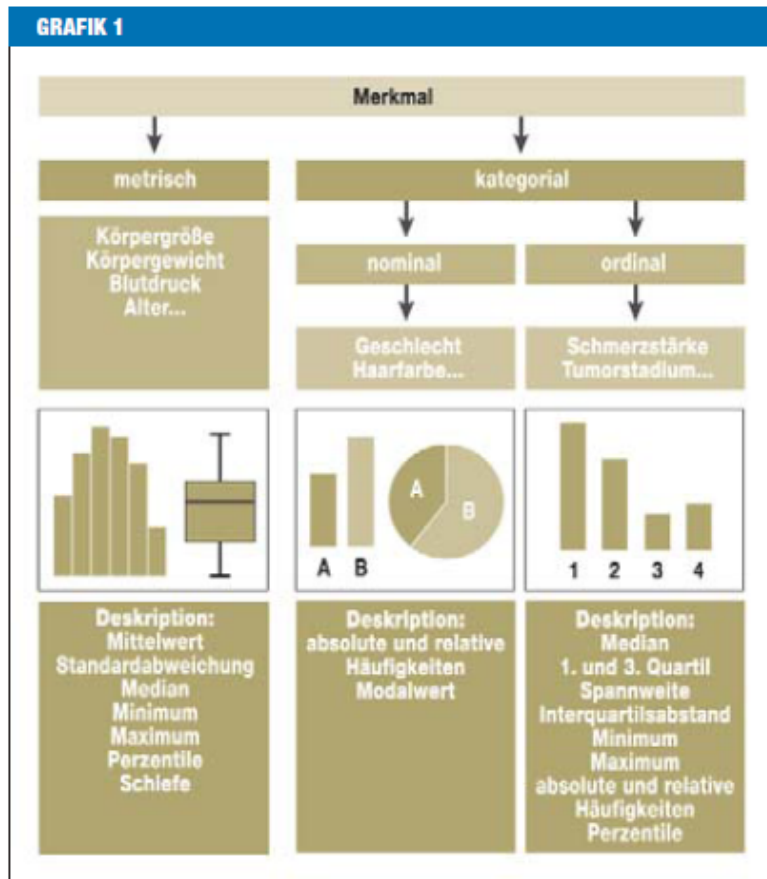 GRAFIK 1
Merkmal
metrisch
kategorial
Körpergröße
Körpergewicht
Blutdruck
Alter...
nominal
ordinal
Geschlecht
Haarfarbe...
Schmerzstärke
Tumorstadium...
A
B
A
B
1
2
3
4
Deskription:
Mittelwert
Standardabweichung
Median
Minimum
Maximum
Perzentile
Schiefe
Deskription:
absolute und relative
Häufigkeiten
Modalwert
Deskription:
Median
1. und 3. Quartil
Spannweite
Interquartilsabstand
Minimum
Maximum
absolute und relative
Häufigkeiten
Perzentile